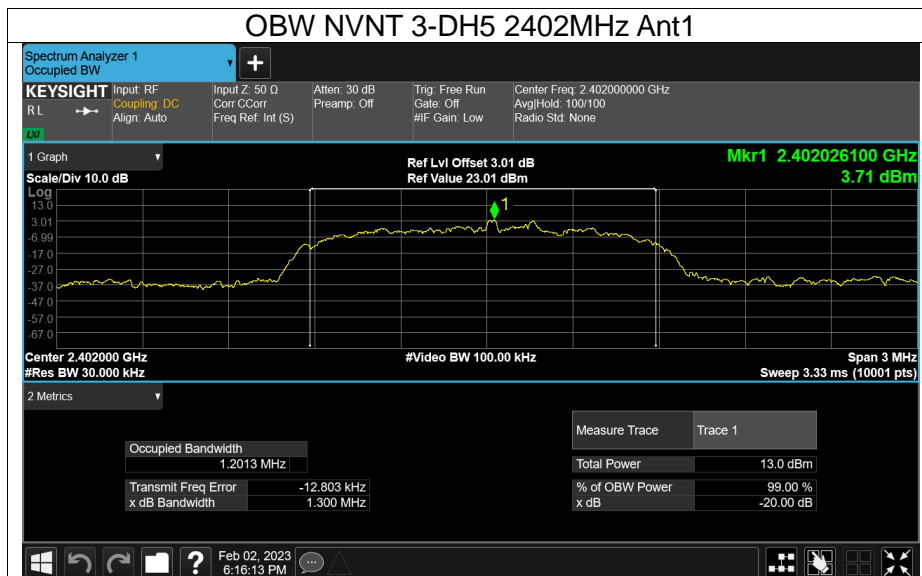 OBW NVNT 3-DH5 2402MHz Ant1
Spectrum Analyzer 1
Occupied BW
+
KEYSIGHT
R L
LXI
Input: RF
Coupling: DC
Align: Auto
Input Z: 50 Ω
Corr CCorr
Freq Ref: Int (S)
Atten: 30 dB
Preamp: Off
Trig: Free Run
Gate: Off
#IF Gain: Low
Center Freq: 2.402000000 GHz
Avg|Hold: 100/100
Radio Std: None
1 Graph
Scale/Div 10.0 dB
Ref Lvl Offset 3.01 dB
Ref Value 23.01 dBm
Mkr1 2.402026100 GHz
3.71 dBm
Log
13.0
3.01
-6.99
-17.0
-27.0
-37.0
-47.0
-57.0
-67.0
1
Center 2.402000 GHz
#Res BW 30.000 kHz
#Video BW 100.00 kHz
Span 3 MHz
Sweep 3.33 ms (10001 pts)
2 Metrics
Occupied Bandwidth
1.2013 MHz
Transmit Freq Error -12.803 kHz
x dB Bandwidth 1.300 MHz
Measure Trace Trace 1
Total Power 13.0 dBm
% of OBW Power 99.00 %
x dB -20.00 dB
?
Feb 02, 2023
6:16:13 PM